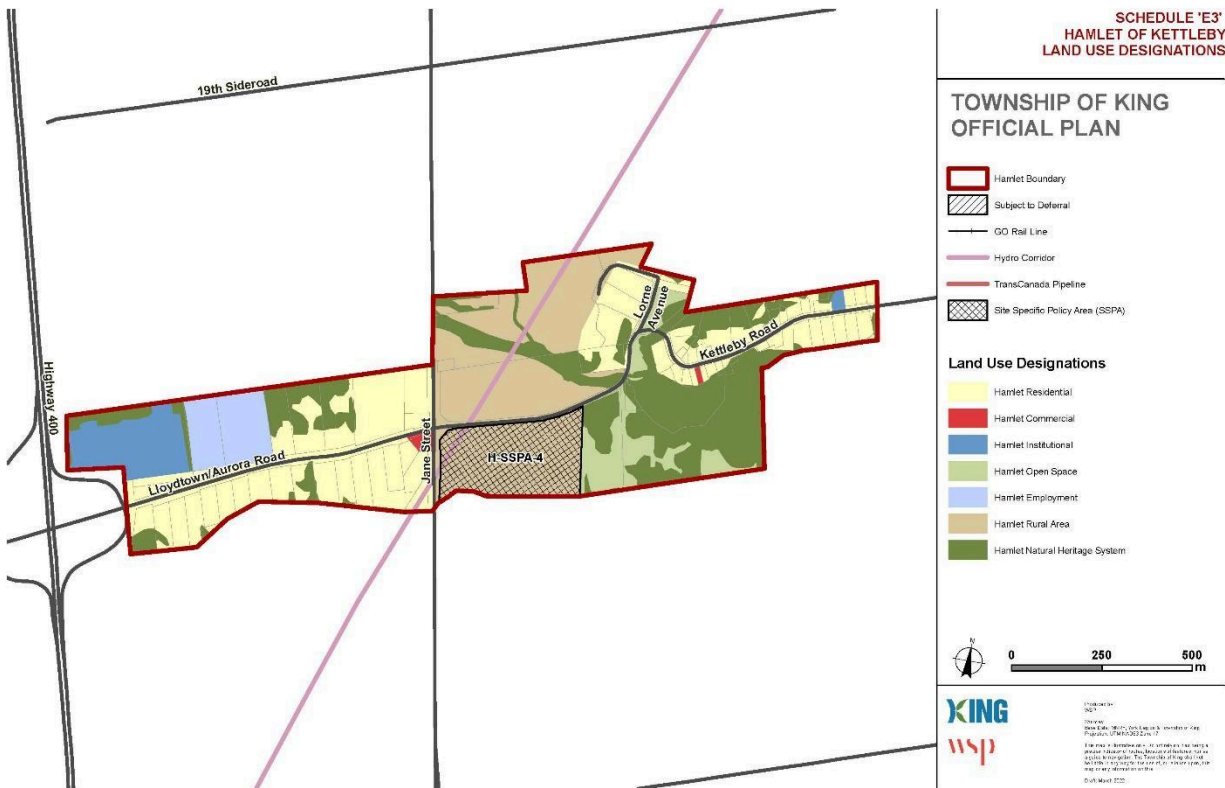 SCHEDULE 'E3'
HAMLET OF KETTLEBY
LAND USE DESIGNATIONS
TOWNSHIP OF KING
OFFICIAL PLAN
Hamlet Boundary
Subject to Deferral
GO Rail Line
Hydro Corridor
TransCanada Pipeline
Site Specific Policy Area (SSPA)
Land Use Designations
Hamlet Residential
Hamlet Commercial
Hamlet Institutional
Hamlet Open Space
Hamlet Employment
Hamlet Rural Area
Hamlet Natural Heritage System
N
0 250 500
m
KING
wsp
Draft: March 2022
19th Sideroad
Highway 400
Lloydtown/Aurora Road
Jane Street
H-SSPA-4
Lorne
Avenue
Kettleby Road